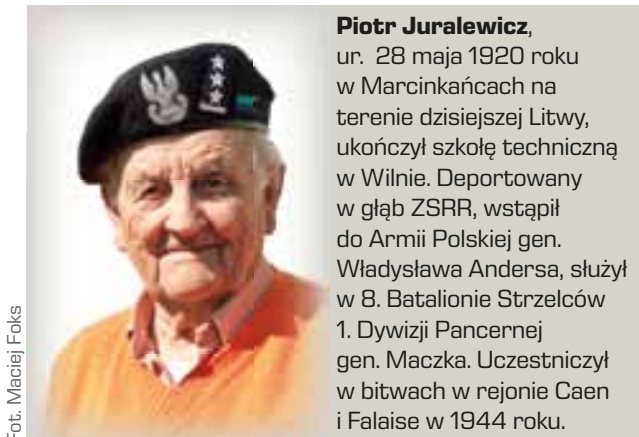 Piotr Juralewicz,
ur. 28 maja 1920 roku
w Marcinkańcach na
terenie dzisiejszej Litwy,
ukończył szkołę techniczną
w Wilnie. Deportowany
w głąb ZSRR, wstąpił
do Armii Polskiej gen.
Władysława Andersa, służył
w 8. Batalionie Strzelców
1. Dywizji Pancernej
gen. Maczka. Uczestniczył
w bitwach w rejonie Caen
i Falaise w 1944 roku.
Fot. Maciej Foks